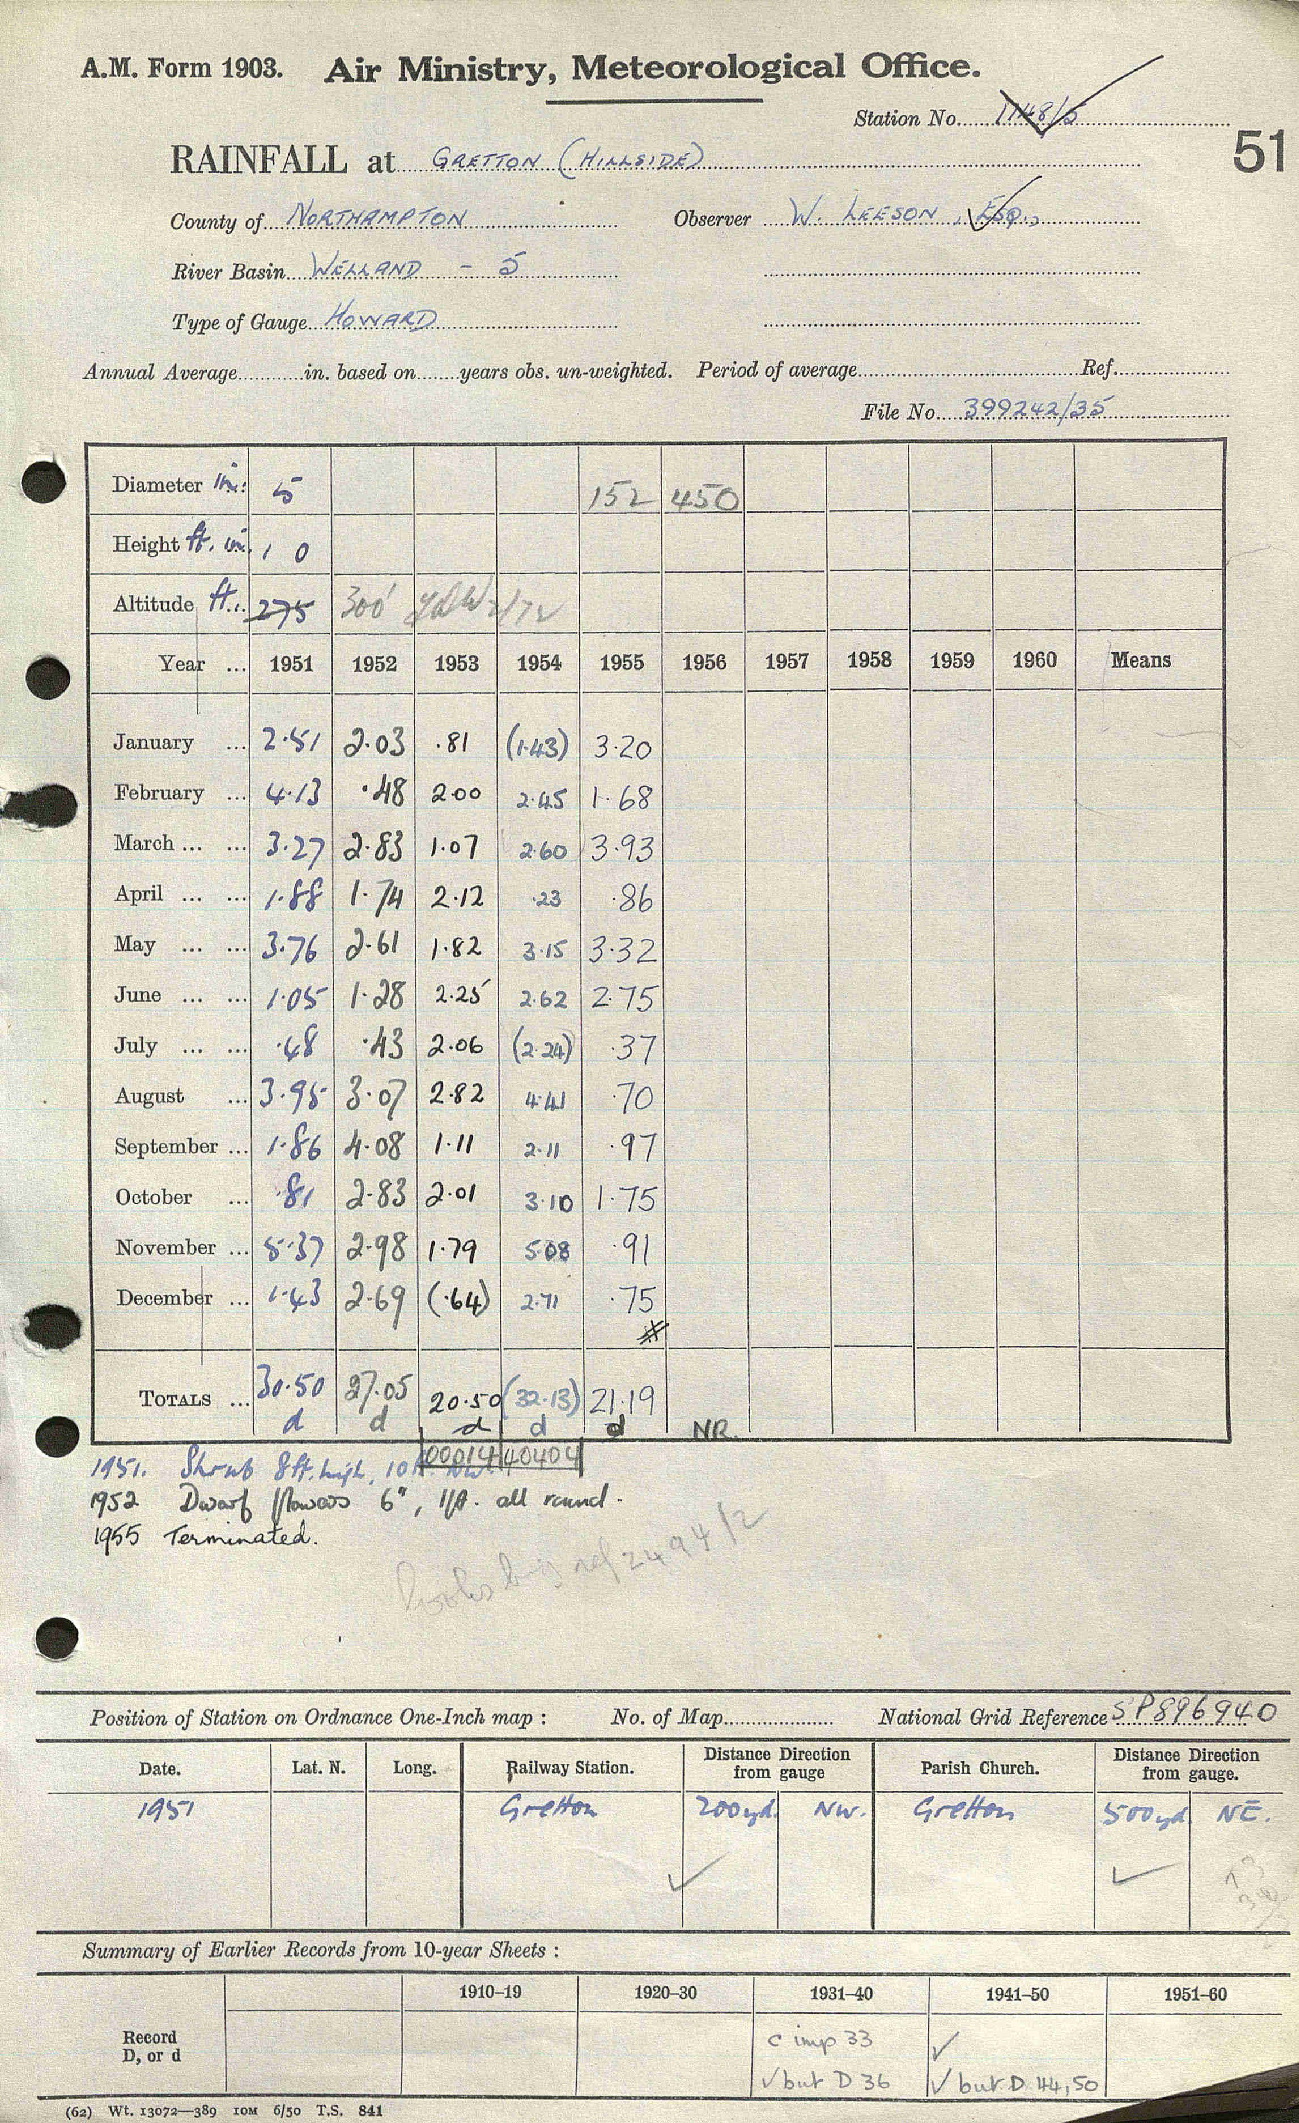 A.M. Form 1903. Air Ministry, Meteorological Office.
Station No. 1148/5
51
RAINFALL at GRETTON (HILLSIDE)
County of NORTHAMPTON Observer W. LEESON, ESQ.,
River Basin WELLAND - 5
Type of Gauge HOWARD
Annual Average in. based on years obs. un-weighted. Period of average Ref.
File No. 399242/35
Diameter in: 5 152 450
Height ft. in. 1 0
Altitude ft. 275 300'
Year ... 1951 1952 1953 1954 1955 1956 1957 1958 1959 1960 Means
January ... 2.51 2.03 .81 (1.43) 3.20
February ... 4.13 .48 2.00 2.45 1.68
March ... ... 3.27 2.83 1.07 2.60 3.93
April ... ... 1.88 1.74 2.12 .23 .86
May ... ... 3.76 2.61 1.82 3.15 3.32
June ... ... 1.05 1.28 2.25 2.62 2.75
July ... ... .48 .43 2.06 (2.24) .37
August ... 3.95 3.07 2.82 4.41 .70
September ... 1.86 4.08 1.11 2.11 .97
October ... .81 2.83 2.01 3.10 1.75
November ... 5.37 2.98 1.79 5.08 .91
December ... 1.43 2.69 (.64) 2.71 .75
TOTALS ... 30.50 27.05 20.50 (32.13) 21.19
d d d d d NR.
00014 40404
1951. Shrub 8ft. high, 10ft. NW.
1952 Dwarf flowers 6", 1ft. all round.
1955 Terminated.
2494/2
Position of Station on Ordnance One-Inch map : No. of Map National Grid Reference SP896940
Date. Lat. N. Long. Railway Station. Distance Direction from gauge Parish Church. Distance Direction from gauge.
1951 Gretton 200yd. NW. Gretton 500yd NE.
Summary of Earlier Records from 10-year Sheets :
1910–19 1920–30 1931–40 1941–50 1951–60
Record D, or d
c imp 33 ✓
✓ but D 36 ✓ but D 44, 50
(62) Wt. 13072—389 IOM 6/50 T.S. 841